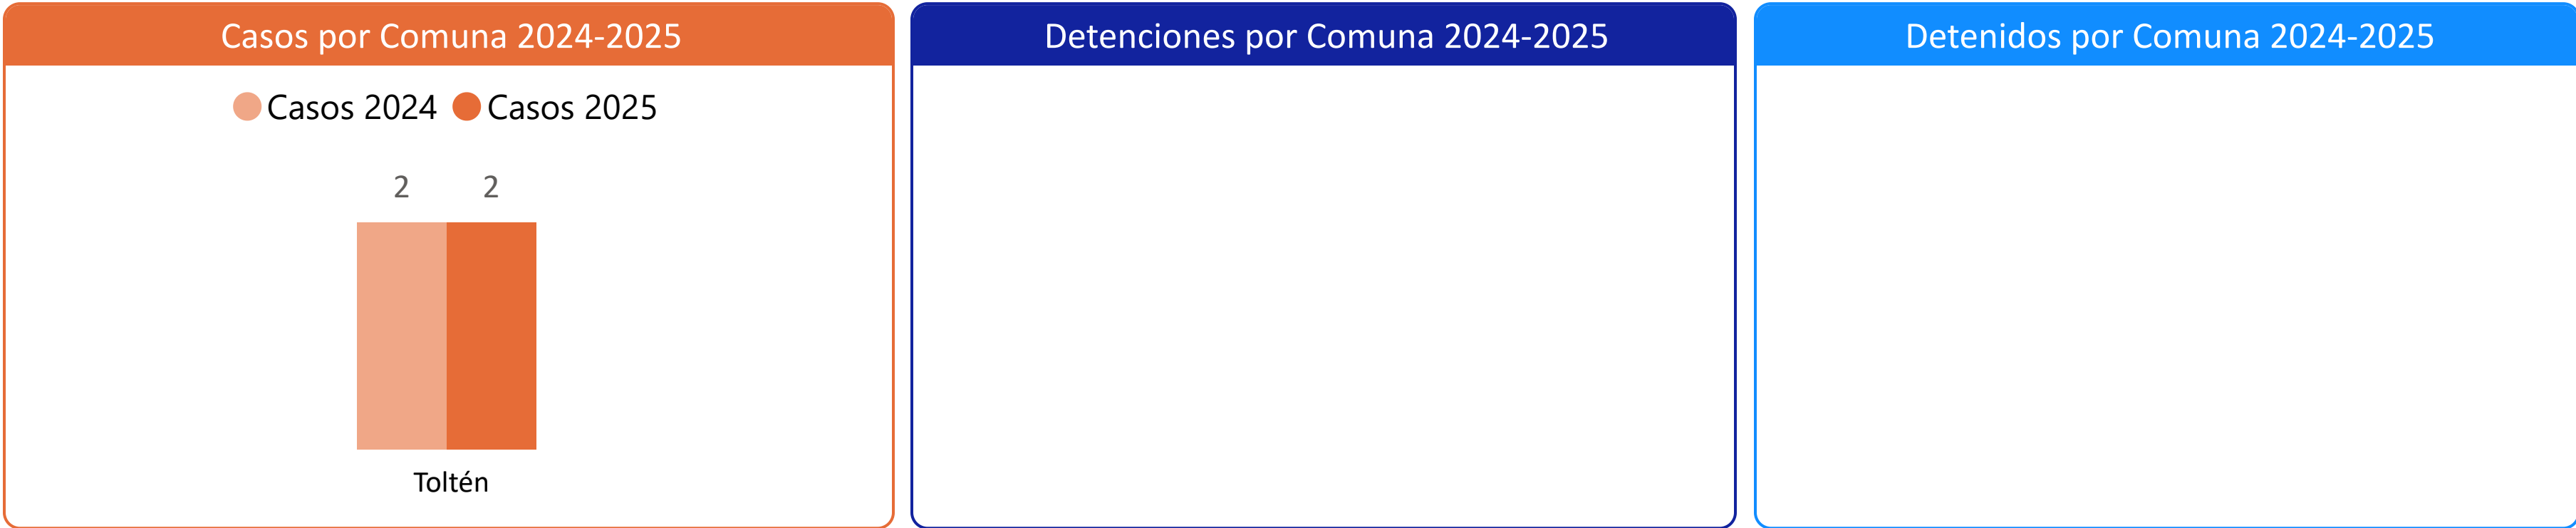 Casos por Comuna 2024-2025
Casos 2024 Casos 2025
2 2
Toltén
Detenciones por Comuna 2024-2025
Detenidos por Comuna 2024-2025